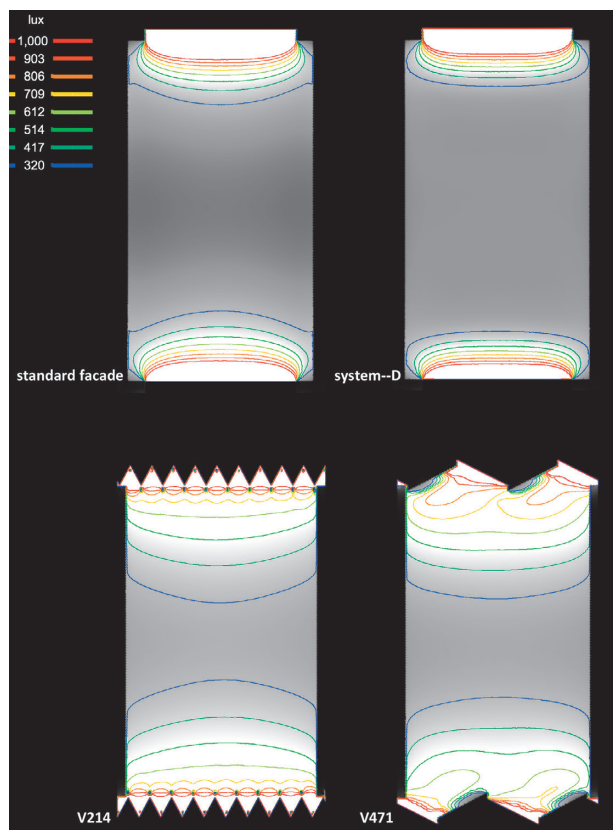 lux
1,000
903
806
709
612
514
417
320
standard facade
system--D
V214
V471